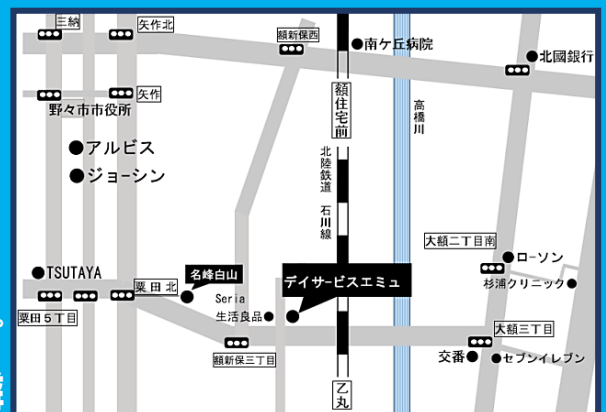 三納
矢作北
額新保西
南ケ丘病院
北國銀行
矢作
野々市市役所
額住宅前
高橋川
アルビス
ジョーシン
北陸鉄道
石川線
大額二丁目南
ローソン
杉浦クリニック
TSUTAYA
粟田北
名峰白山
デイサービスエミュ
Seria
生活良品
粟田5丁目
額新保三丁目
大額三丁目
交番
セブンイレブン
乙丸